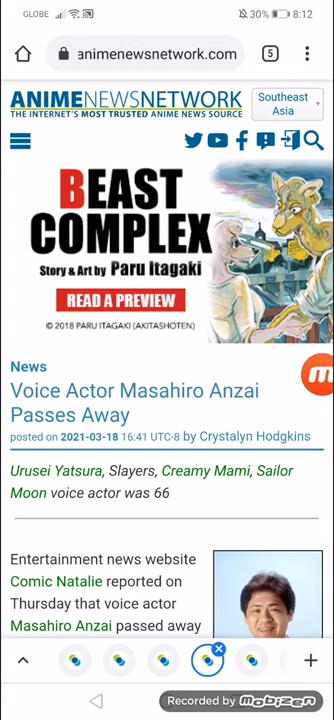 GLOBE 30% 8:12
animenewsnetwork.com 5
ANIMENEWSNETWORK
THE INTERNET'S MOST TRUSTED ANIME NEWS SOURCE
Southeast
Asia
BEAST
COMPLEX
Story & Art by Paru Itagaki
READ A PREVIEW
© 2018 PARU ITAGAKI (AKITASHOTEN)
News
Voice Actor Masahiro Anzai
Passes Away
posted on 2021-03-18 16:41 UTC-8 by Crystalyn Hodgkins
Urusei Yatsura, Slayers, Creamy Mami, Sailor
Moon voice actor was 66
Entertainment news website
Comic Natalie reported on
Thursday that voice actor
Masahiro Anzai passed away
Recorded by Mobizen